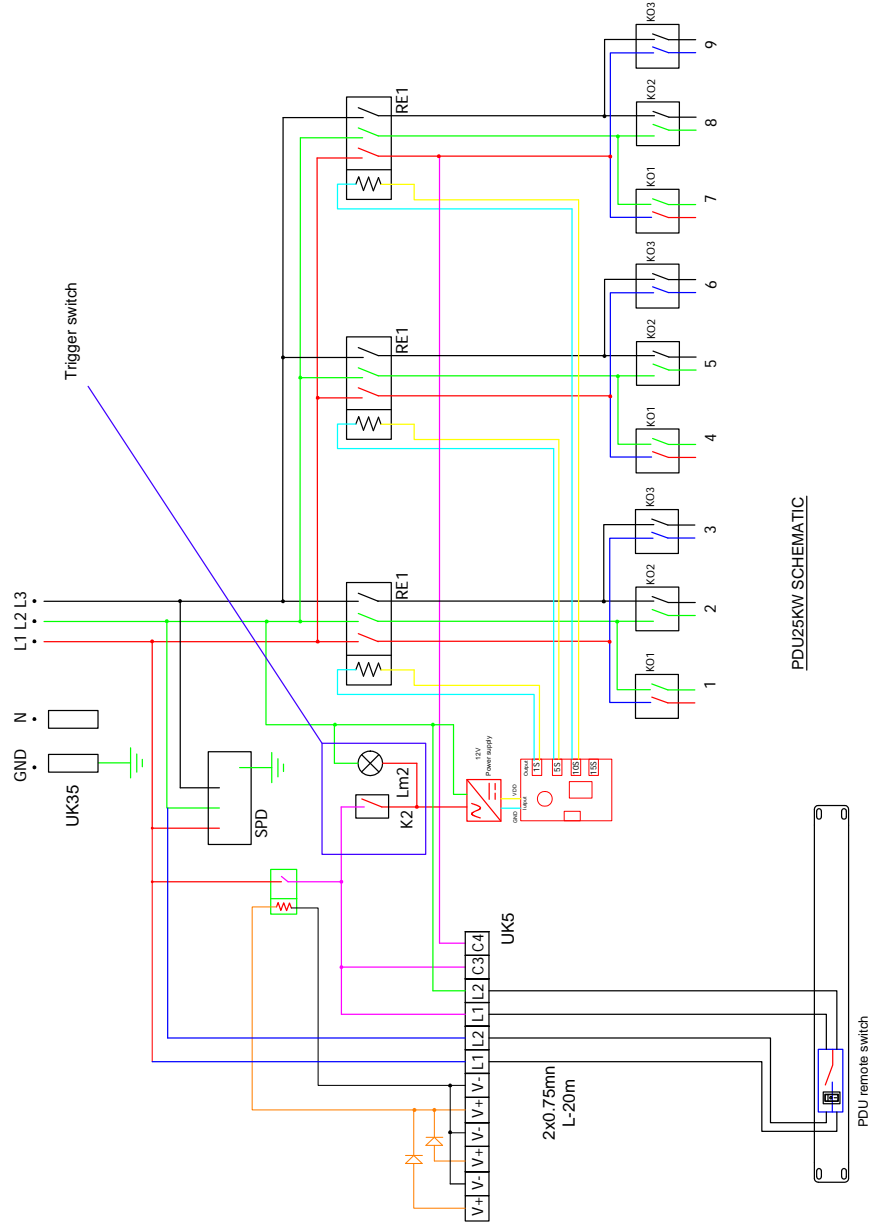 L1 L2 L3
N
GND
UK35
SPD
Trigger switch
K2
Lm2
RE1
RE1
RE1
12V
Power supply
GND
VDD
Iutput
Output
1S
5S
10S
15S
KO1
KO2
KO3
KO1
KO2
KO3
KO1
KO2
KO3
1
2
3
4
5
6
7
8
9
V+ V- V+ V- V+ V- L1 L2 L1 L2 C3 C4
UK5
2x0.75mn
L-20m
PDU remote switch
PDU25KW SCHEMATIC